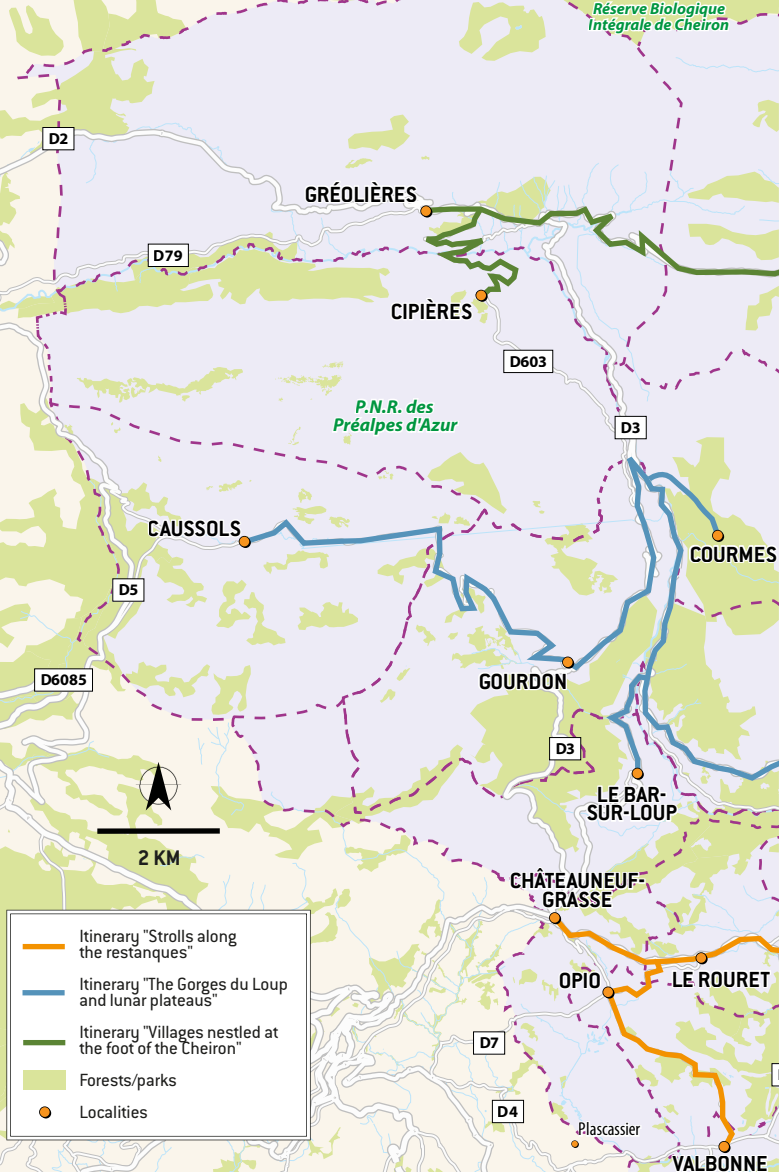 Réserve Biologique
Intégrale de Cheiron
D2
GRÉOLIÈRES
D79
CIPIÈRES
D603
P.N.R. des
Préalpes d'Azur
D3
CAUSSOLS
COURMES
D5
D6085
GOURDON
D3
LE BAR-
SUR-LOUP
2 KM
CHÂTEAUNEUF-
GRASSE
Itinerary "Strolls along
the restanques"
OPIO
LE ROURET
Itinerary "The Gorges du Loup
and lunar plateaus"
Itinerary "Villages nestled at
the foot of the Cheiron"
D7
Forests/parks
Localities
D4
Plascassier
VALBONNE